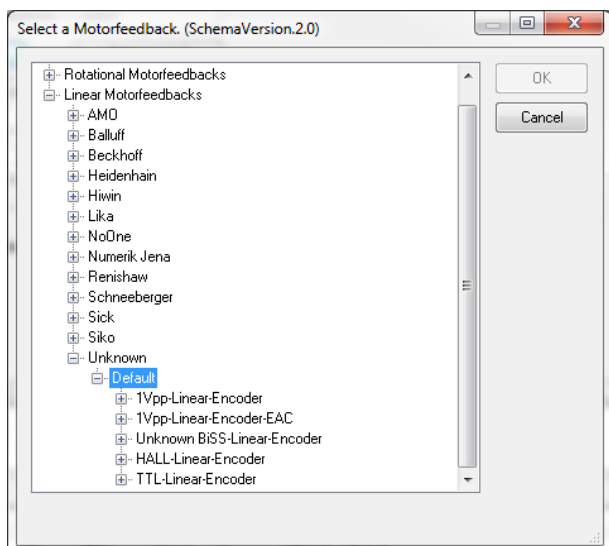 Select a Motorfeedback. (SchemaVersion.2.0)
Rotational Motorfeedbacks
OK
Linear Motorfeedbacks
AMO
Cancel
Balluff
Beckhoff
Heidenhain
Hiwin
Lika
NoOne
Numerik Jena
Renishaw
Schneeberger
Sick
Siko
Unknown
Default
1Vpp-Linear-Encoder
1Vpp-Linear-Encoder-EAC
Unknown BiSS-Linear-Encoder
HALL-Linear-Encoder
TTL-Linear-Encoder